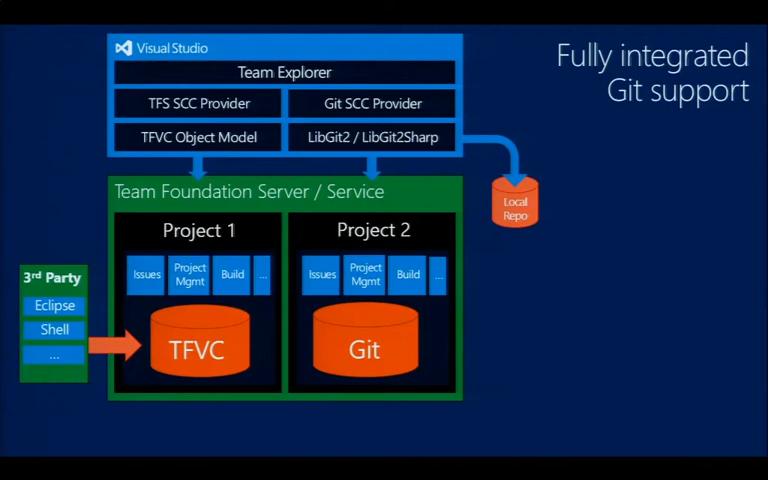 Fully integrated
Git support
Visual Studio
Team Explorer
TFS SCC Provider
Git SCC Provider
TFVC Object Model
LibGit2 / LibGit2Sharp
Local
Repo
Team Foundation Server / Service
Project 1
Project 2
Issues
Project
Mgmt
Build
...
Issues
Project
Mgmt
Build
...
3rd Party
Eclipse
Shell
...
TFVC
Git